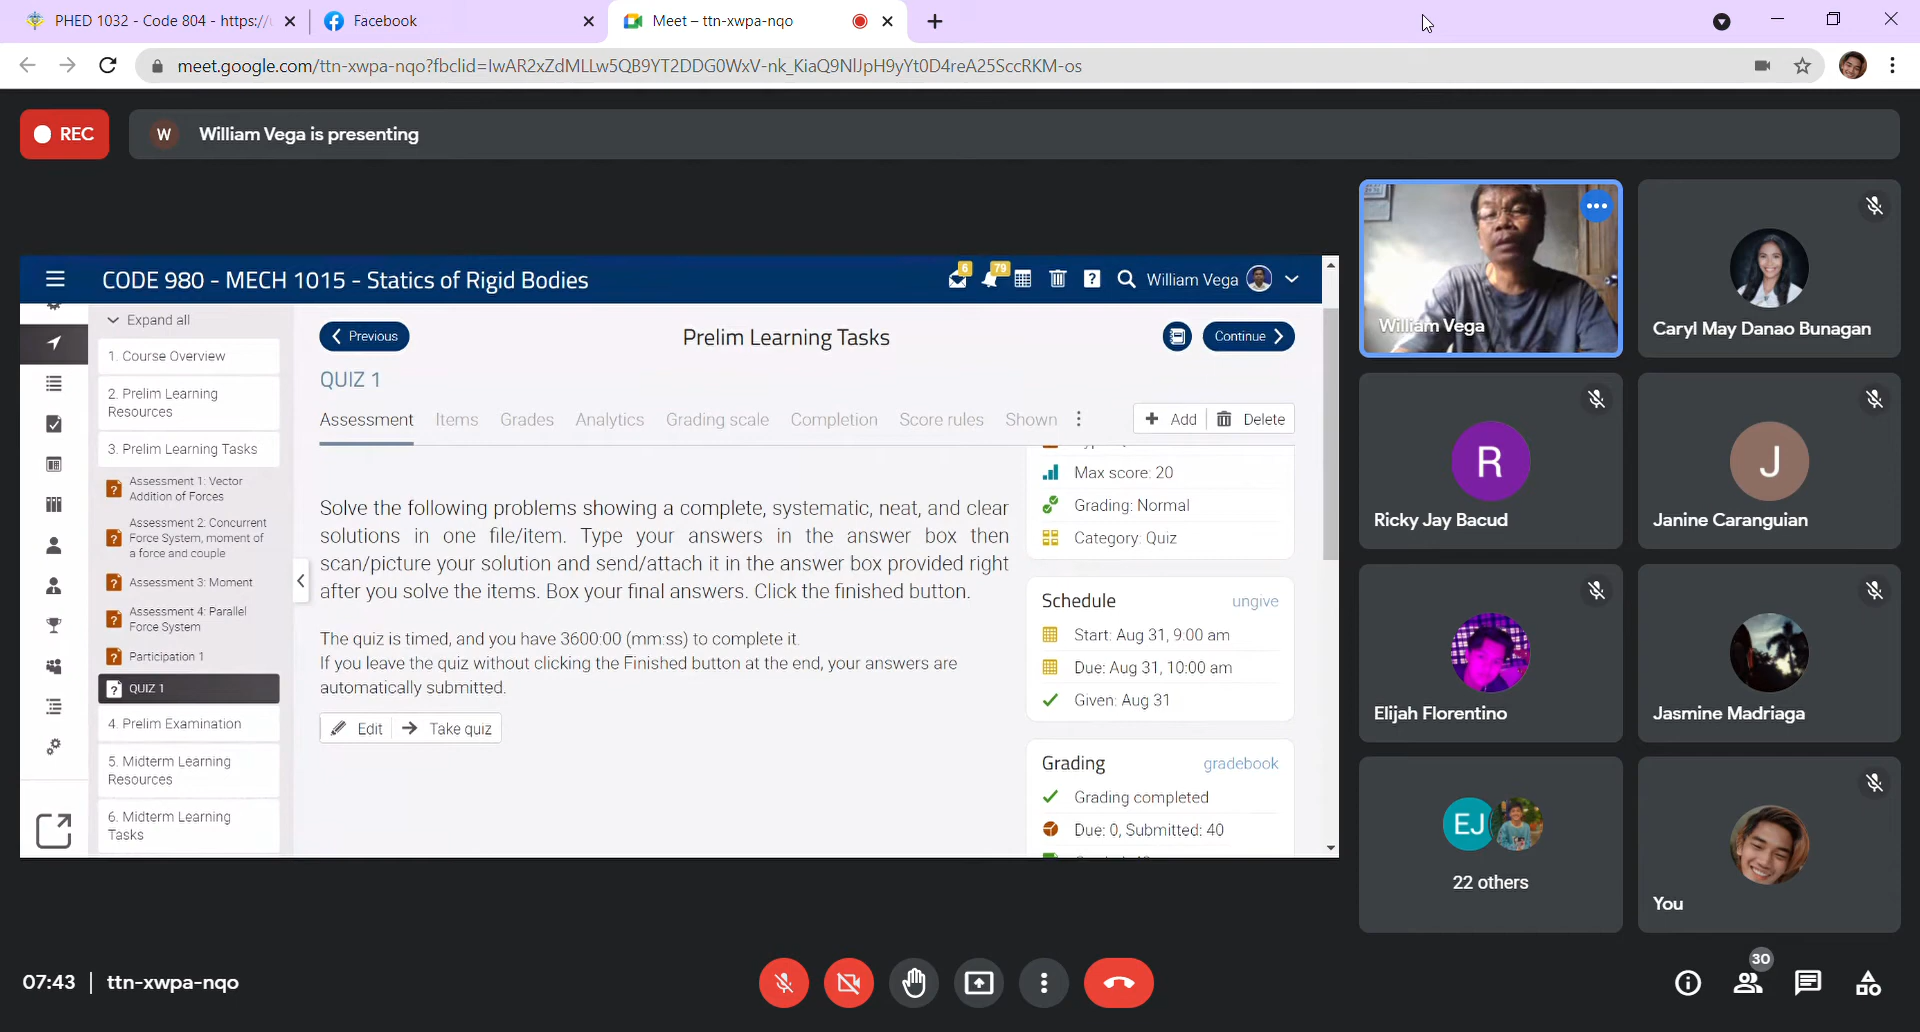 PHED 1032 - Code 804 - https://
Facebook
Meet – ttn-xwpa-nqo
meet.google.com/ttn-xwpa-nqo?fbclid=IwAR2xZdMLLw5QB9YT2DDG0WxV-nk_KiaQ9NlJpH9yYt0D4reA25SccRKM-os
REC
W
William Vega is presenting
CODE 980 - MECH 1015 - Statics of Rigid Bodies
6
79
William Vega
Expand all
1. Course Overview
2. Prelim Learning
Resources
3. Prelim Learning Tasks
Assessment 1: Vector
Addition of Forces
Assessment 2: Concurrent
Force System, moment of
a force and couple
Assessment 3: Moment
Assessment 4: Parallel
Force System
Participation 1
QUIZ 1
4. Prelim Examination
5. Midterm Learning
Resources
6. Midterm Learning
Tasks
Previous
Prelim Learning Tasks
Continue
QUIZ 1
Assessment
Items
Grades
Analytics
Grading scale
Completion
Score rules
Shown
Add
Delete
Solve the following problems showing a complete, systematic, neat, and clear
solutions in one file/item. Type your answers in the answer box then
scan/picture your solution and send/attach it in the answer box provided right
after you solve the items. Box your final answers. Click the finished button.
The quiz is timed, and you have 3600:00 (mm:ss) to complete it.
If you leave the quiz without clicking the Finished button at the end, your answers are
automatically submitted.
Edit
Take quiz
Max score: 20
Grading: Normal
Category: Quiz
Schedule
ungive
Start: Aug 31, 9:00 am
Due: Aug 31, 10:00 am
Given: Aug 31
Grading
gradebook
Grading completed
Due: 0, Submitted: 40
William Vega
Caryl May Danao Bunagan
R
Ricky Jay Bacud
J
Janine Caranguian
Elijah Florentino
Jasmine Madriaga
EJ
22 others
You
07:43
ttn-xwpa-nqo
30